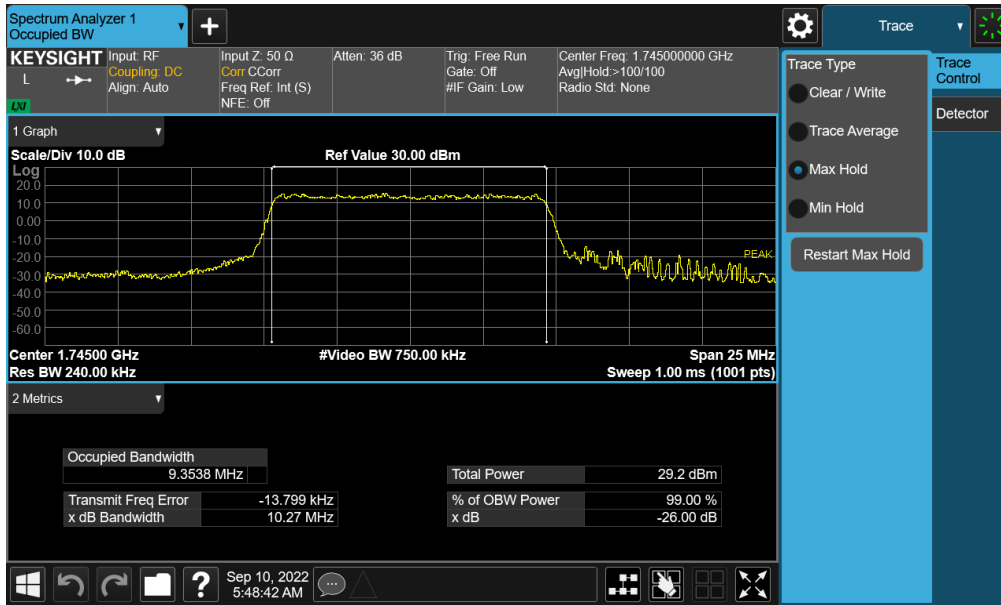 Spectrum Analyzer 1
Occupied BW
+
Trace
KEYSIGHT
L
LXI
Input: RF
Coupling: DC
Align: Auto
Input Z: 50 Ω
Corr CCorr
Freq Ref: Int (S)
NFE: Off
Atten: 36 dB
Trig: Free Run
Gate: Off
#IF Gain: Low
Center Freq: 1.745000000 GHz
Avg|Hold:>100/100
Radio Std: None
1 Graph
Scale/Div 10.0 dB
Ref Value 30.00 dBm
Log
20.0
10.0
0.00
-10.0
-20.0
-30.0
-40.0
-50.0
-60.0
PEAK
Center 1.74500 GHz
#Video BW 750.00 kHz
Span 25 MHz
Res BW 240.00 kHz
Sweep 1.00 ms (1001 pts)
2 Metrics
Occupied Bandwidth
9.3538 MHz
Total Power 29.2 dBm
Transmit Freq Error -13.799 kHz
% of OBW Power 99.00 %
x dB Bandwidth 10.27 MHz
x dB -26.00 dB
Trace Type
Clear / Write
Trace Average
Max Hold
Min Hold
Restart Max Hold
Trace
Control
Detector
?
Sep 10, 2022
5:48:42 AM